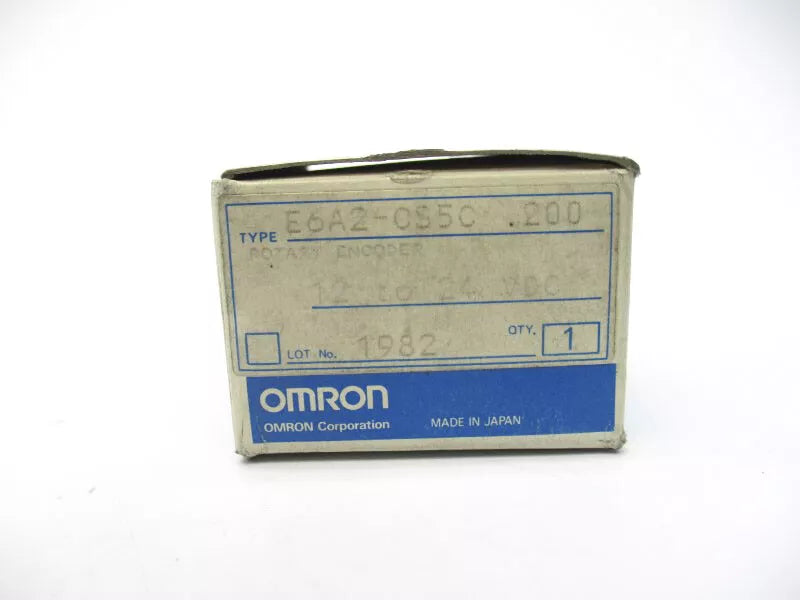 TYPE E6A2-CS5C .200
ROTARY ENCODER
12 to 24 VDC
LOT No. 1982 QTY. 1
OMRON
OMRON Corporation MADE IN JAPAN